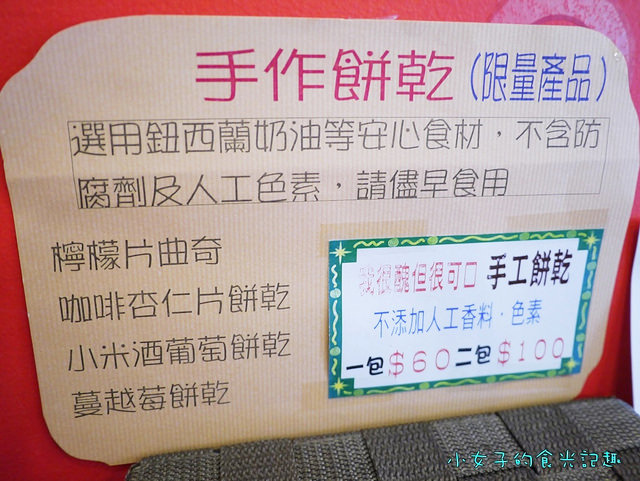 手作餅乾(限量產品)
選用鈕西蘭奶油等安心食材，不含防
腐劑及人工色素，請儘早食用
檸檬片曲奇
咖啡杏仁片餅乾
小米酒葡萄餅乾
蔓越莓餅乾
我很醜但很可口 手工餅乾
不添加人工香料．色素
一包$60二包$100
小女子的食光記趣